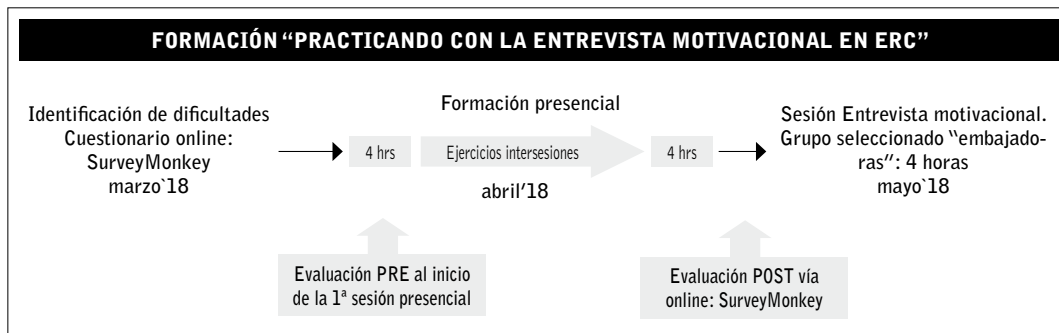 FORMACIÓN “PRACTICANDO CON LA ENTREVISTA MOTIVACIONAL EN ERC”
Identificación de dificultades
Cuestionario online:
SurveyMonkey
marzo`18
Formación presencial
4 hrs
Ejercicios intersesiones
4 hrs
abril’18
Sesión Entrevista motivacional.
Grupo seleccionado “embajado-
ras”: 4 horas
mayo`18
Evaluación PRE al inicio
de la 1ª sesión presencial
Evaluación POST vía
online: SurveyMonkey